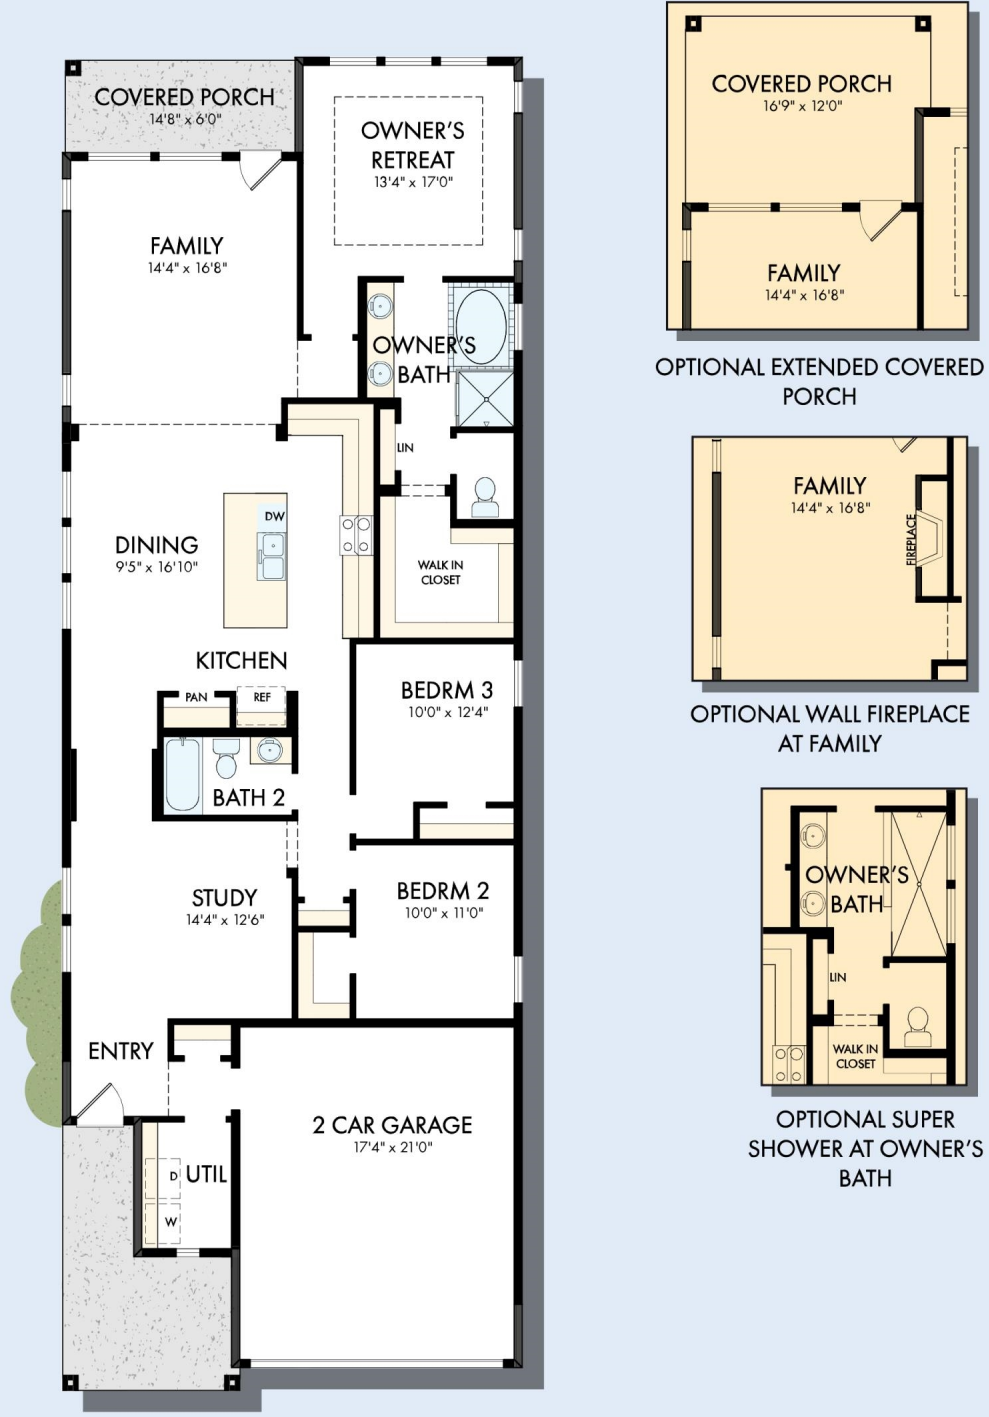 COVERED PORCH
14'8" x 6'0"
OWNER'S
RETREAT
13'4" x 17'0"
FAMILY
14'4" x 16'8"
OWNER'S
BATH
LIN
DW
DINING
9'5" x 16'10"
WALK IN
CLOSET
KITCHEN
PAN
REF
BEDRM 3
10'0" x 12'4"
BATH 2
STUDY
14'4" x 12'6"
BEDRM 2
10'0" x 11'0"
ENTRY
2 CAR GARAGE
17'4" x 21'0"
D
UTIL
W
COVERED PORCH
16'9" x 12'0"
FAMILY
14'4" x 16'8"
OPTIONAL EXTENDED COVERED
PORCH
FAMILY
14'4" x 16'8"
FIREPLACE
OPTIONAL WALL FIREPLACE
AT FAMILY
OWNER'S
BATH
LIN
WALK IN
CLOSET
OPTIONAL SUPER
SHOWER AT OWNER'S
BATH